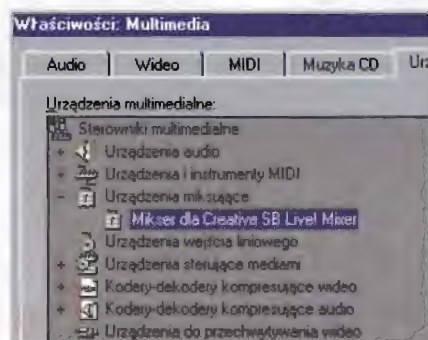 Właściwości: Multimedia
Audio Wideo MIDI Muzyka CD Urz
Urządzenia multimedialne:
Sterowniki multimedialne
Urządzenia audio
Urządzenia i instrumenty MIDI
Urządzenia miksujące
Mikser dla Creative SB Live! Mixer
Urządzenia wejścia liniowego
Urządzenia sterujące mediami
Kodery-dekodery kompresujące wideo
Kodery-dekodery kompresujące audio
Urządzenia do przechwytywania wideo